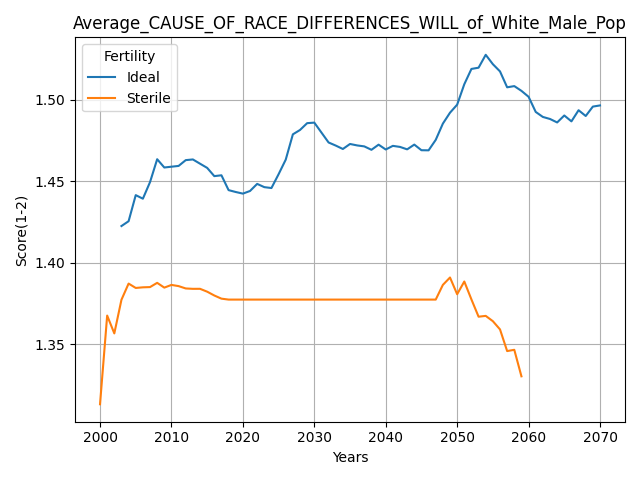 Average_CAUSE_OF_RACE_DIFFERENCES_WILL_of_White_Male_Pop
Fertility
Ideal
Sterile
Score(1-2)
1.50
1.45
1.40
1.35
2000 2010 2020 2030 2040 2050 2060 2070
Years